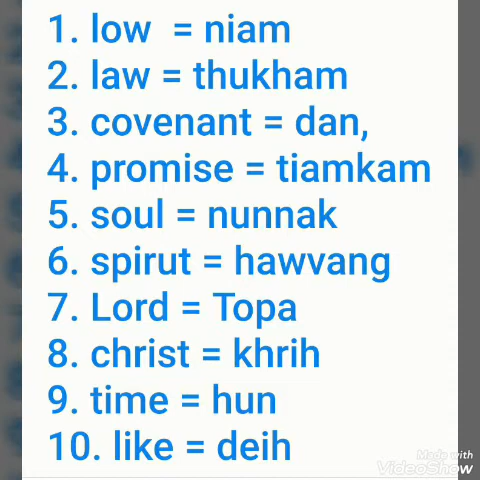 1. low = niam
2. law = thukham
3. covenant = dan,
4. promise = tiamkam
5. soul = nunnak
6. spirut = hawvang
7. Lord = Topa
8. christ = khrih
9. time = hun
10. like = deih
Made with
VideoShow